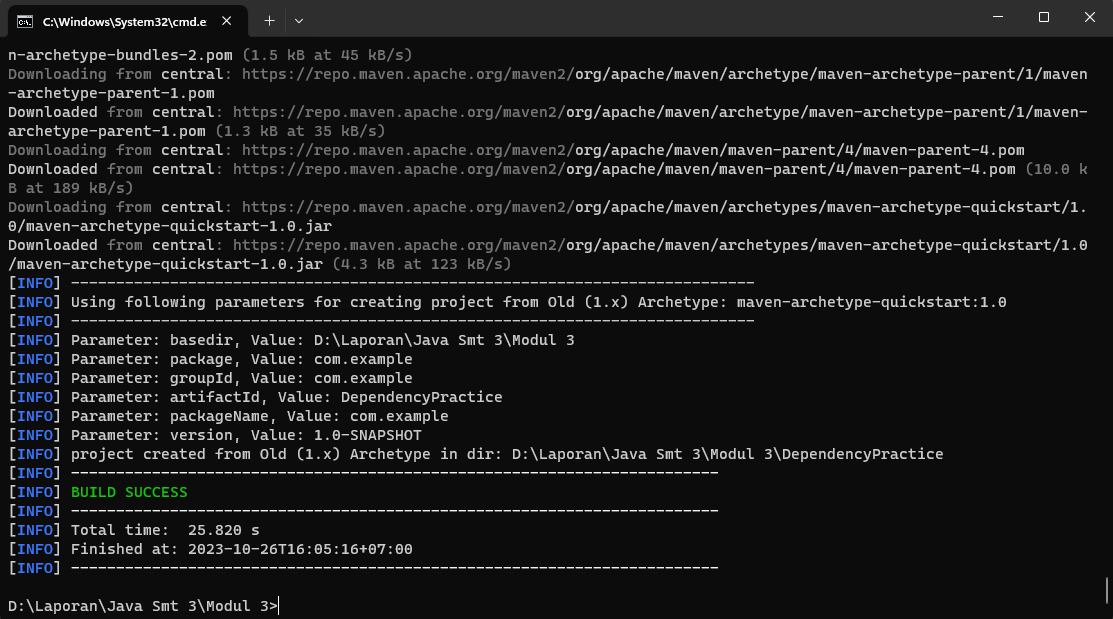 C:\Windows\System32\cmd.e
n-archetype-bundles-2.pom (1.5 kB at 45 kB/s)
Downloading from central: https://repo.maven.apache.org/maven2/org/apache/maven/archetype/maven-archetype-parent/1/maven
-archetype-parent-1.pom
Downloaded from central: https://repo.maven.apache.org/maven2/org/apache/maven/archetype/maven-archetype-parent/1/maven-
archetype-parent-1.pom (1.3 kB at 35 kB/s)
Downloading from central: https://repo.maven.apache.org/maven2/org/apache/maven/maven-parent/4/maven-parent-4.pom
Downloaded from central: https://repo.maven.apache.org/maven2/org/apache/maven/maven-parent/4/maven-parent-4.pom (10.0 k
B at 189 kB/s)
Downloading from central: https://repo.maven.apache.org/maven2/org/apache/maven/archetypes/maven-archetype-quickstart/1.
0/maven-archetype-quickstart-1.0.jar
Downloaded from central: https://repo.maven.apache.org/maven2/org/apache/maven/archetypes/maven-archetype-quickstart/1.0
/maven-archetype-quickstart-1.0.jar (4.3 kB at 123 kB/s)
[INFO] ----------------------------------------------------------------------------
[INFO] Using following parameters for creating project from Old (1.x) Archetype: maven-archetype-quickstart:1.0
[INFO] ----------------------------------------------------------------------------
[INFO] Parameter: basedir, Value: D:\Laporan\Java Smt 3\Modul 3
[INFO] Parameter: package, Value: com.example
[INFO] Parameter: groupId, Value: com.example
[INFO] Parameter: artifactId, Value: DependencyPractice
[INFO] Parameter: packageName, Value: com.example
[INFO] Parameter: version, Value: 1.0-SNAPSHOT
[INFO] project created from Old (1.x) Archetype in dir: D:\Laporan\Java Smt 3\Modul 3\DependencyPractice
[INFO] ------------------------------------------------------------------------
[INFO] BUILD SUCCESS
[INFO] ------------------------------------------------------------------------
[INFO] Total time:  25.820 s
[INFO] Finished at: 2023-10-26T16:05:16+07:00
[INFO] ------------------------------------------------------------------------
D:\Laporan\Java Smt 3\Modul 3>